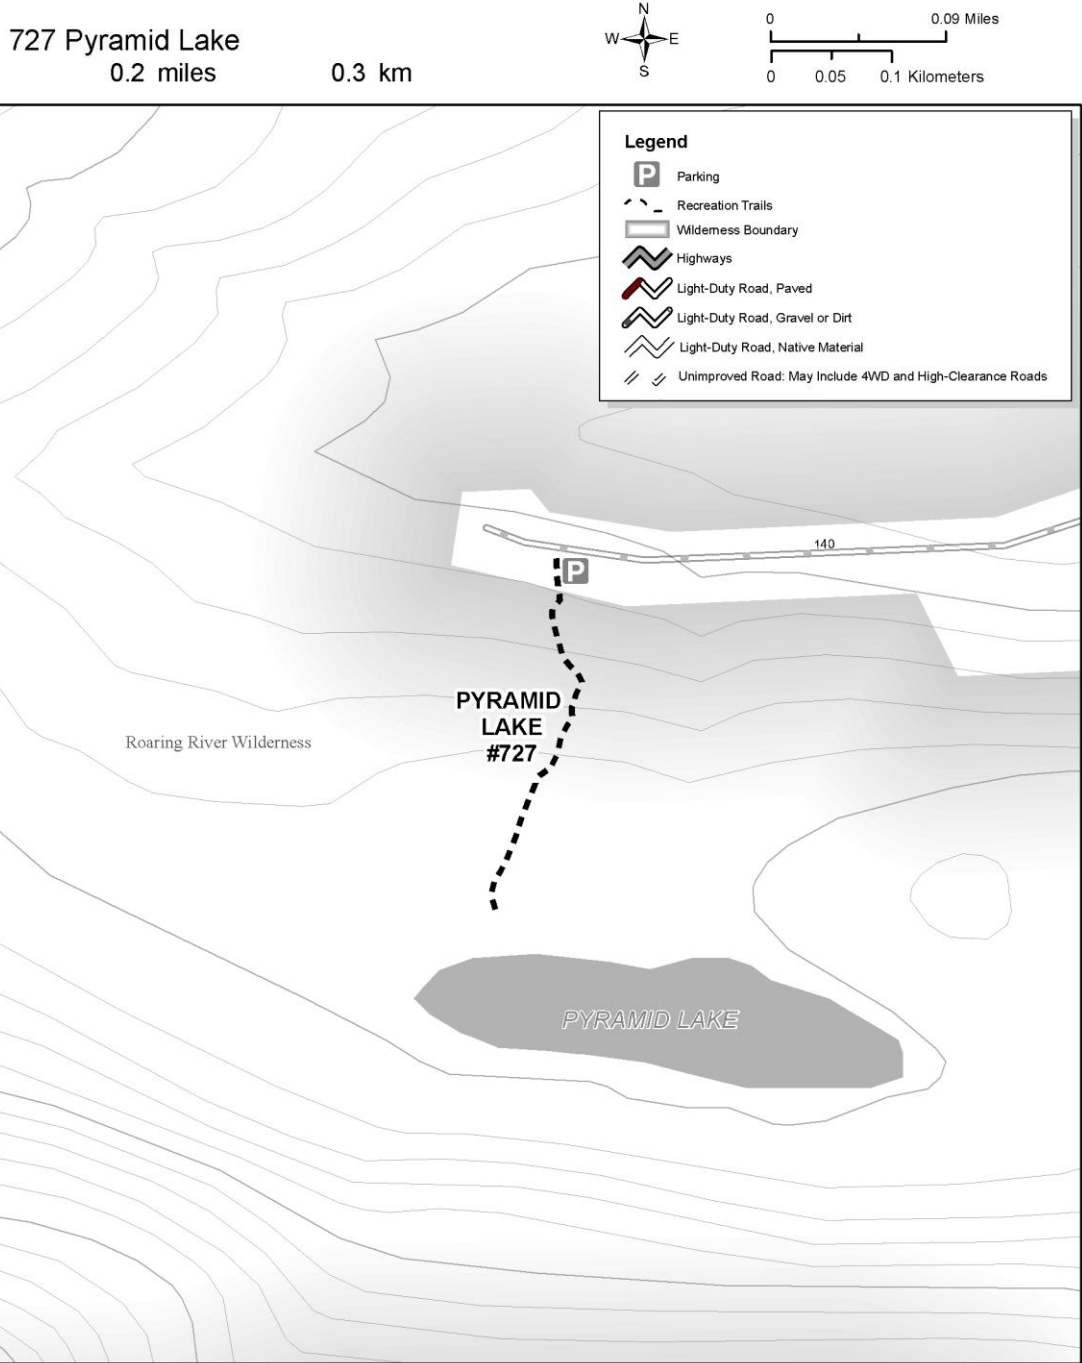 727 Pyramid Lake
0.2 miles 0.3 km
N
W E
S
0 0.09 Miles
0 0.05 0.1 Kilometers
Legend
P Parking
Recreation Trails
Wilderness Boundary
Highways
Light-Duty Road, Paved
Light-Duty Road, Gravel or Dirt
Light-Duty Road, Native Material
Unimproved Road: May Include 4WD and High-Clearance Roads
140
P
PYRAMID
LAKE
#727
Roaring River Wilderness
PYRAMID LAKE